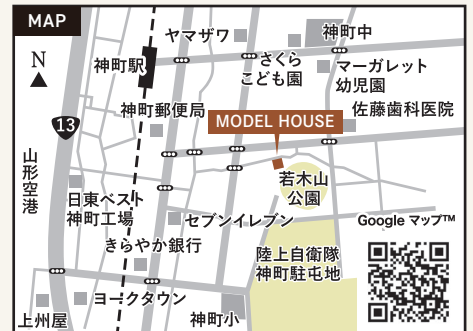 MAP
N
ヤマザワ
神町中
神町駅
さくら
こども園
マーガレット
幼児園
神町郵便局
佐藤歯科医院
MODEL HOUSE
13
山形空港
若木山
公園
日東ベスト
神町工場
セブンイレブン
Google マップ™
きらやか銀行
陸上自衛隊
神町駐屯地
ヨークタウン
上州屋
神町小